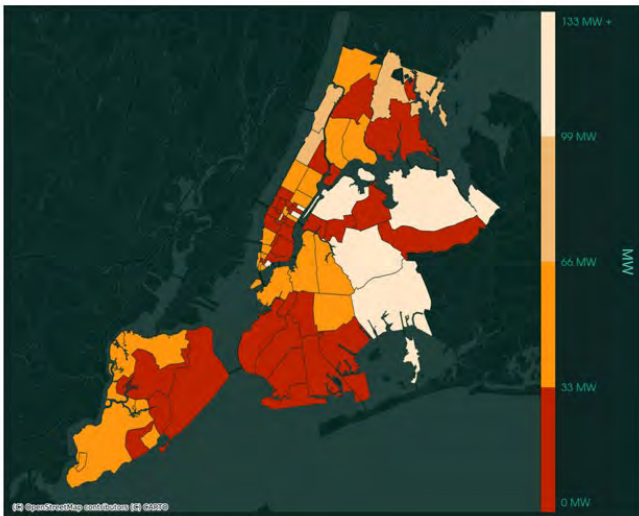 133 MW +
99 MW
66 MW
33 MW
0 MW
MW
(C) OpenStreetMap contributors (C) CARTO